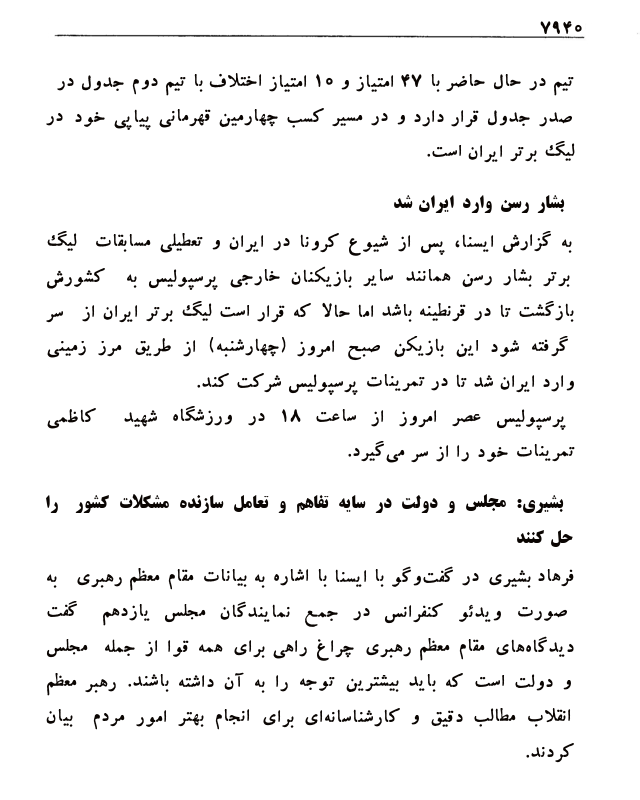 ۷۹۴۰
تیم در حال حاضر با ۴۷ امتیاز و ۱۰ امتیاز اختلاف با تیم دوم جدول در
صدر جدول قرار دارد و در مسیر کسب چهارمین قهرمانی پیاپی خود در
لیگ برتر ایران است.
بشار رسن وارد ایران شد
به گزارش ایسنا، پس از شیوع کرونا در ایران و تعطیلی مسابقات لیگ
برتر بشار رسن همانند سایر بازیکنان خارجی پرسپولیس به کشورش
بازگشت تا در قرنطینه باشد اما حالا که قرار است لیگ برتر ایران از سر
گرفته شود این بازیکن صبح امروز (چهارشنبه) از طریق مرز زمینی
وارد ایران شد تا در تمرینات پرسپولیس شرکت کند.
پرسپولیس عصر امروز از ساعت ۱۸ در ورزشگاه شهید کاظمی
تمرینات خود را از سر می‌گیرد.
بشیری: مجلس و دولت در سایه تفاهم و تعامل سازنده مشکلات کشور را
حل کنند
فرهاد بشیری در گفت‌وگو با ایسنا با اشاره به بیانات مقام معظم رهبری به
صورت ویدئو کنفرانس در جمع نمایندگان مجلس یازدهم گفت
دیدگاه‌های مقام معظم رهبری چراغ راهی برای همه قوا از جمله مجلس
و دولت است که باید بیشترین توجه را به آن داشته باشند. رهبر معظم
انقلاب مطالب دقیق و کارشناسانه‌ای برای انجام بهتر امور مردم بیان
کردند.